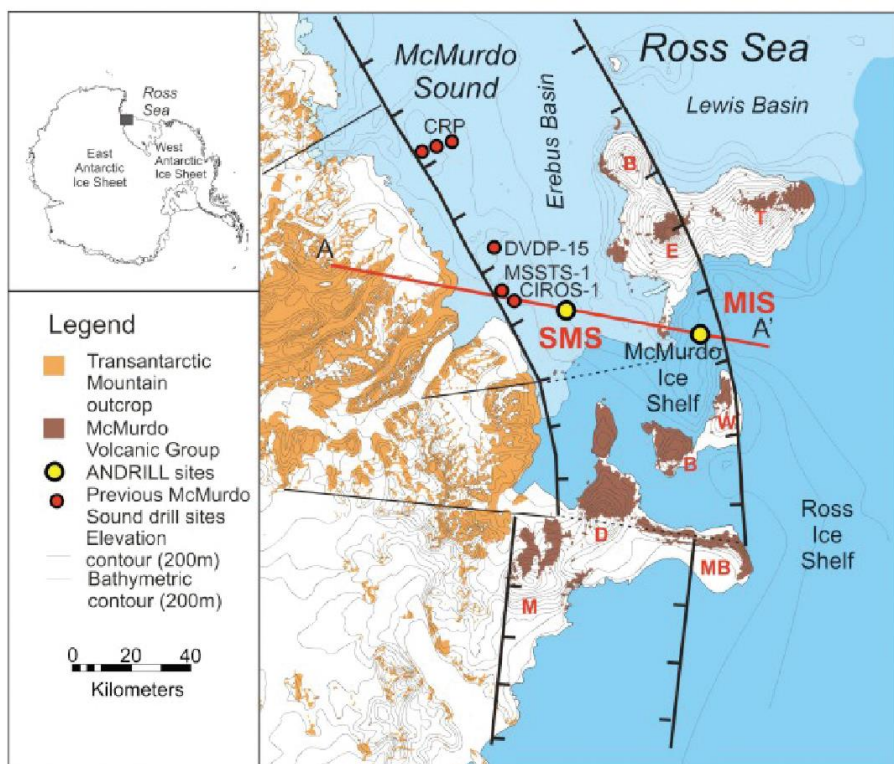 Ross
Sea
East
Antarctic
Ice Sheet
West
Antarctic
Ice Sheet
Legend
Transantarctic
Mountain
outcrop
McMurdo
Volcanic Group
ANDRILL sites
Previous McMurdo
Sound drill sites
Elevation
contour (200m)
Bathymetric
contour (200m)
0 20 40
Kilometers
McMurdo
Sound
Ross Sea
Lewis Basin
CRP
Erebus Basin
B
T
E
A
DVDP-15
MSSTS-1
CIROS-1
SMS
MIS
A'
McMurdo
Ice
Shelf
W
B
Ross
Ice
Shelf
D
MB
M